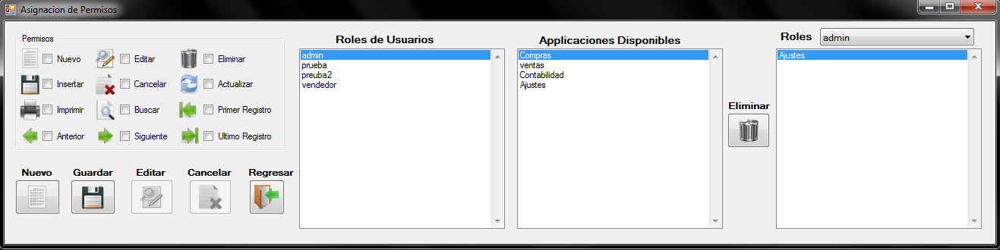 Asignacion de Permisos
Permisos
Nuevo Editar Eliminar
Insertar Cancelar Actualizar
Imprimir Buscar Primer Registro
Anterior Siguiente Ultimo Registro
Nuevo Guardar Editar Cancelar Regresar
Roles de Usuarios
admin
prueba
preuba2
vendedor
Applicaciones Disponibles
Compras
ventas
Contabilidad
Ajustes
Eliminar
Roles admin
Ajustes